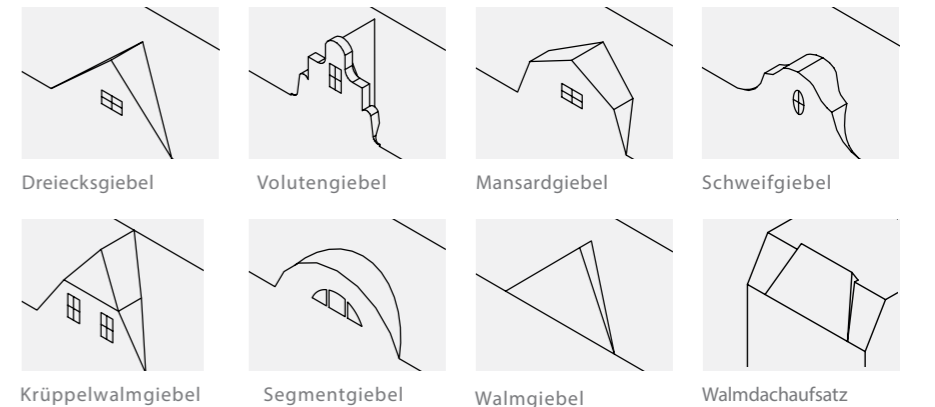 Dreiecksgiebel
Volutengiebel
Mansardgiebel
Schweifgiebel
Krüppelwalmgiebel
Segmentgiebel
Walmgiebel
Walmdachaufsatz